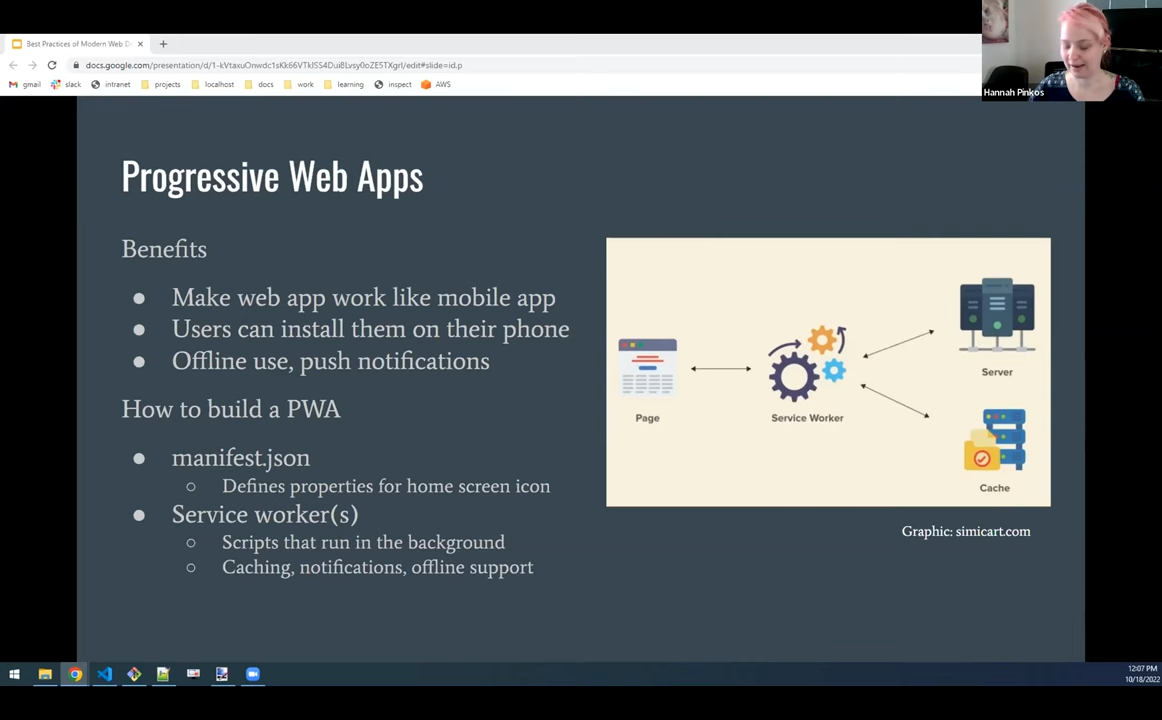 Best Practices of Modern Web D
docs.google.com/presentation/d/1-kVtaxuOnwdc1sKk66VTkISS4Dui8Lvsy0oZE5TXgrI/edit#slide=id.p
gmail slack intranet projects localhost docs work learning inspect AWS
Hannah Pinkos
Progressive Web Apps
Benefits
● Make web app work like mobile app
● Users can install them on their phone
● Offline use, push notifications
How to build a PWA
● manifest.json
○ Defines properties for home screen icon
● Service worker(s)
○ Scripts that run in the background
○ Caching, notifications, offline support
Page
Service Worker
Server
Cache
Graphic: simicart.com
12:07 PM
10/18/2022